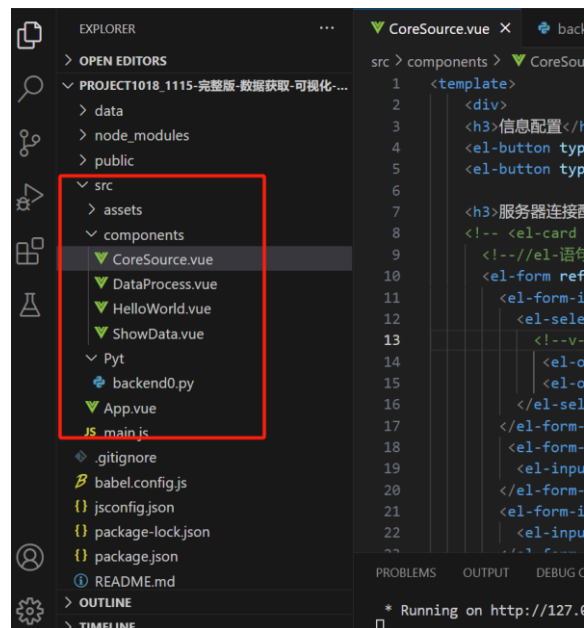 EXPLORER
OPEN EDITORS
PROJECT1018_1115-完整版-数据获取-可视化-...
data
node_modules
public
src
assets
components
CoreSource.vue
DataProcess.vue
HelloWorld.vue
ShowData.vue
Pyt
backend0.py
App.vue
JS main.js
.gitignore
babel.config.js
{} jsconfig.json
{} package-lock.json
{} package.json
README.md
OUTLINE
TIMELINE
CoreSource.vue × back
src > components > CoreSou
1 <template>
2 <div>
3 <h3>信息配置</h
4 <el-button typ
5 <el-button typ
6
7 <h3>服务器连接配
8 <!-- <el-card
9 <!--//el-语句
10 <el-form ref
11 <el-form-i
12 <el-sele
13 <!--v-
14 <el-o
15 <el-o
16 </el-sel
17 </el-form-
18 <el-form-
19 <el-inpu
20 </el-form-
21 <el-form-i
22 <el-inpu
PROBLEMS OUTPUT DEBUG C
* Running on http://127.0